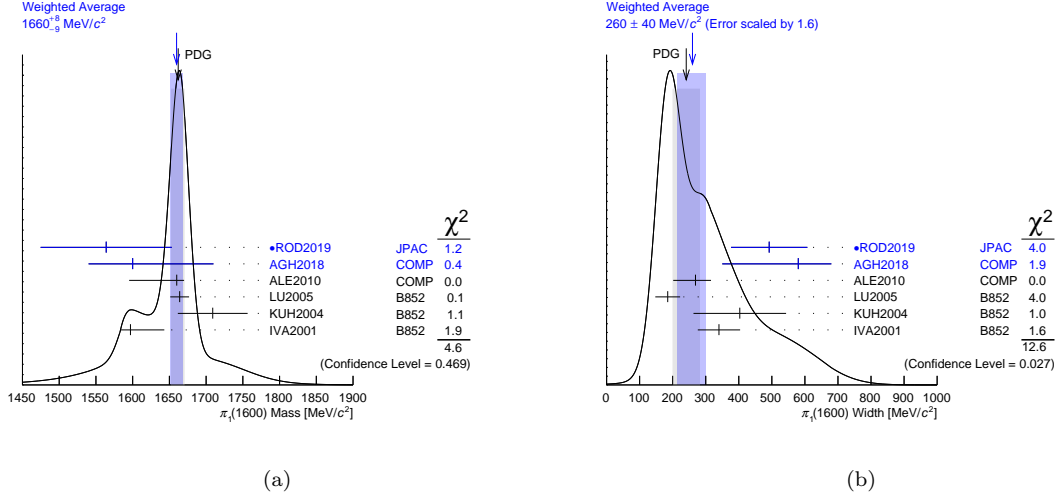 Weighted Average
1660 +8 −9 MeV/c²
PDG
χ²
•ROD2019 JPAC 1.2
AGH2018 COMP 0.4
ALE2010 COMP 0.0
LU2005 B852 0.1
KUH2004 B852 1.1
IVA2001 B852 1.9
4.6
(Confidence Level = 0.469)
1450 1500 1550 1600 1650 1700 1750 1800 1850 1900
π₁(1600) Mass [MeV/c²]
(a)
Weighted Average
260 ± 40 MeV/c² (Error scaled by 1.6)
PDG
χ²
•ROD2019 JPAC 4.0
AGH2018 COMP 1.9
ALE2010 COMP 0.0
LU2005 B852 4.0
KUH2004 B852 1.0
IVA2001 B852 1.6
12.6
(Confidence Level = 0.027)
0 100 200 300 400 500 600 700 800 900 1000
π₁(1600) Width [MeV/c²]
(b)